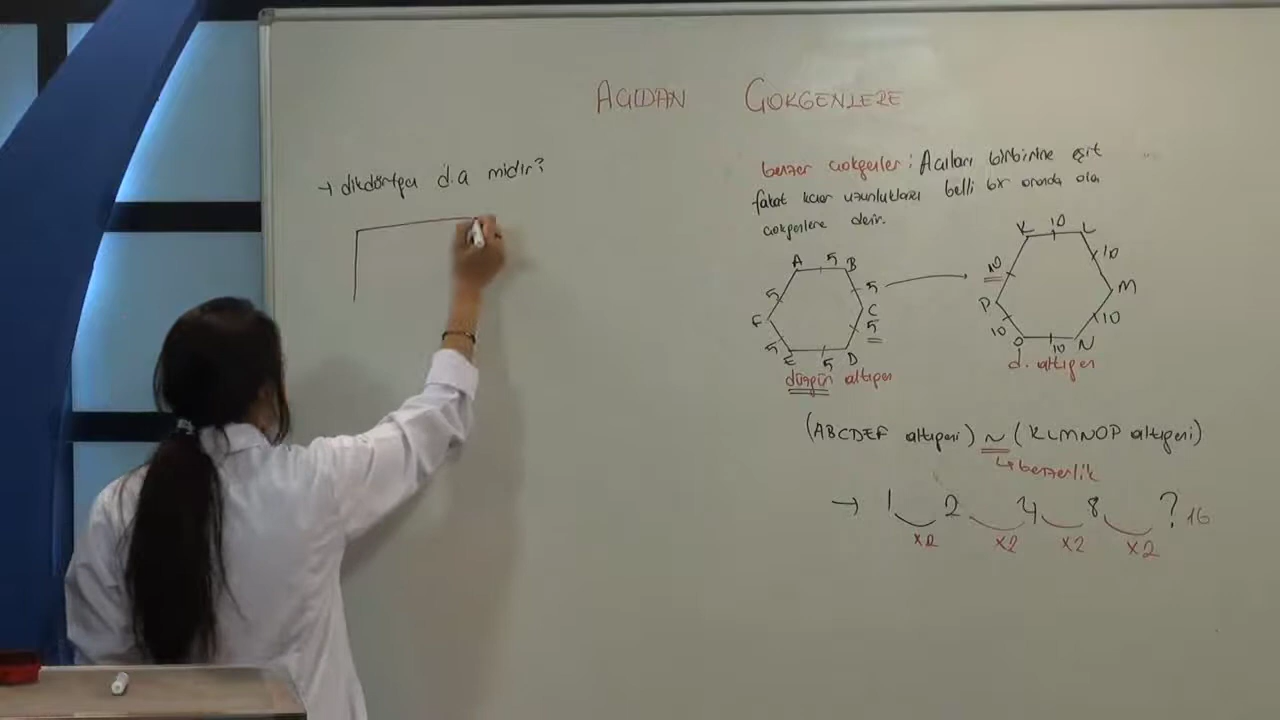 AÇIDAN ÇOKGENLERE
→ dikdörtgen d.a mıdır?
benzer çokgenler: Açıları birbirine eşit
fakat kenar uzunlukları belli bir oranda olan
çokgenlere denir.
A 5 B
5
C
5
D
5
E
5
F
5
düzgün altıgen
K 10 L
10
M
10
N
10
O
10
P
10
d. altıgen
(ABCDEF altıgeni) ~ (KLMNOP altıgeni)
↳ benzerlik
→ 1 2 4 8 ? 16
x2 x2 x2 x2